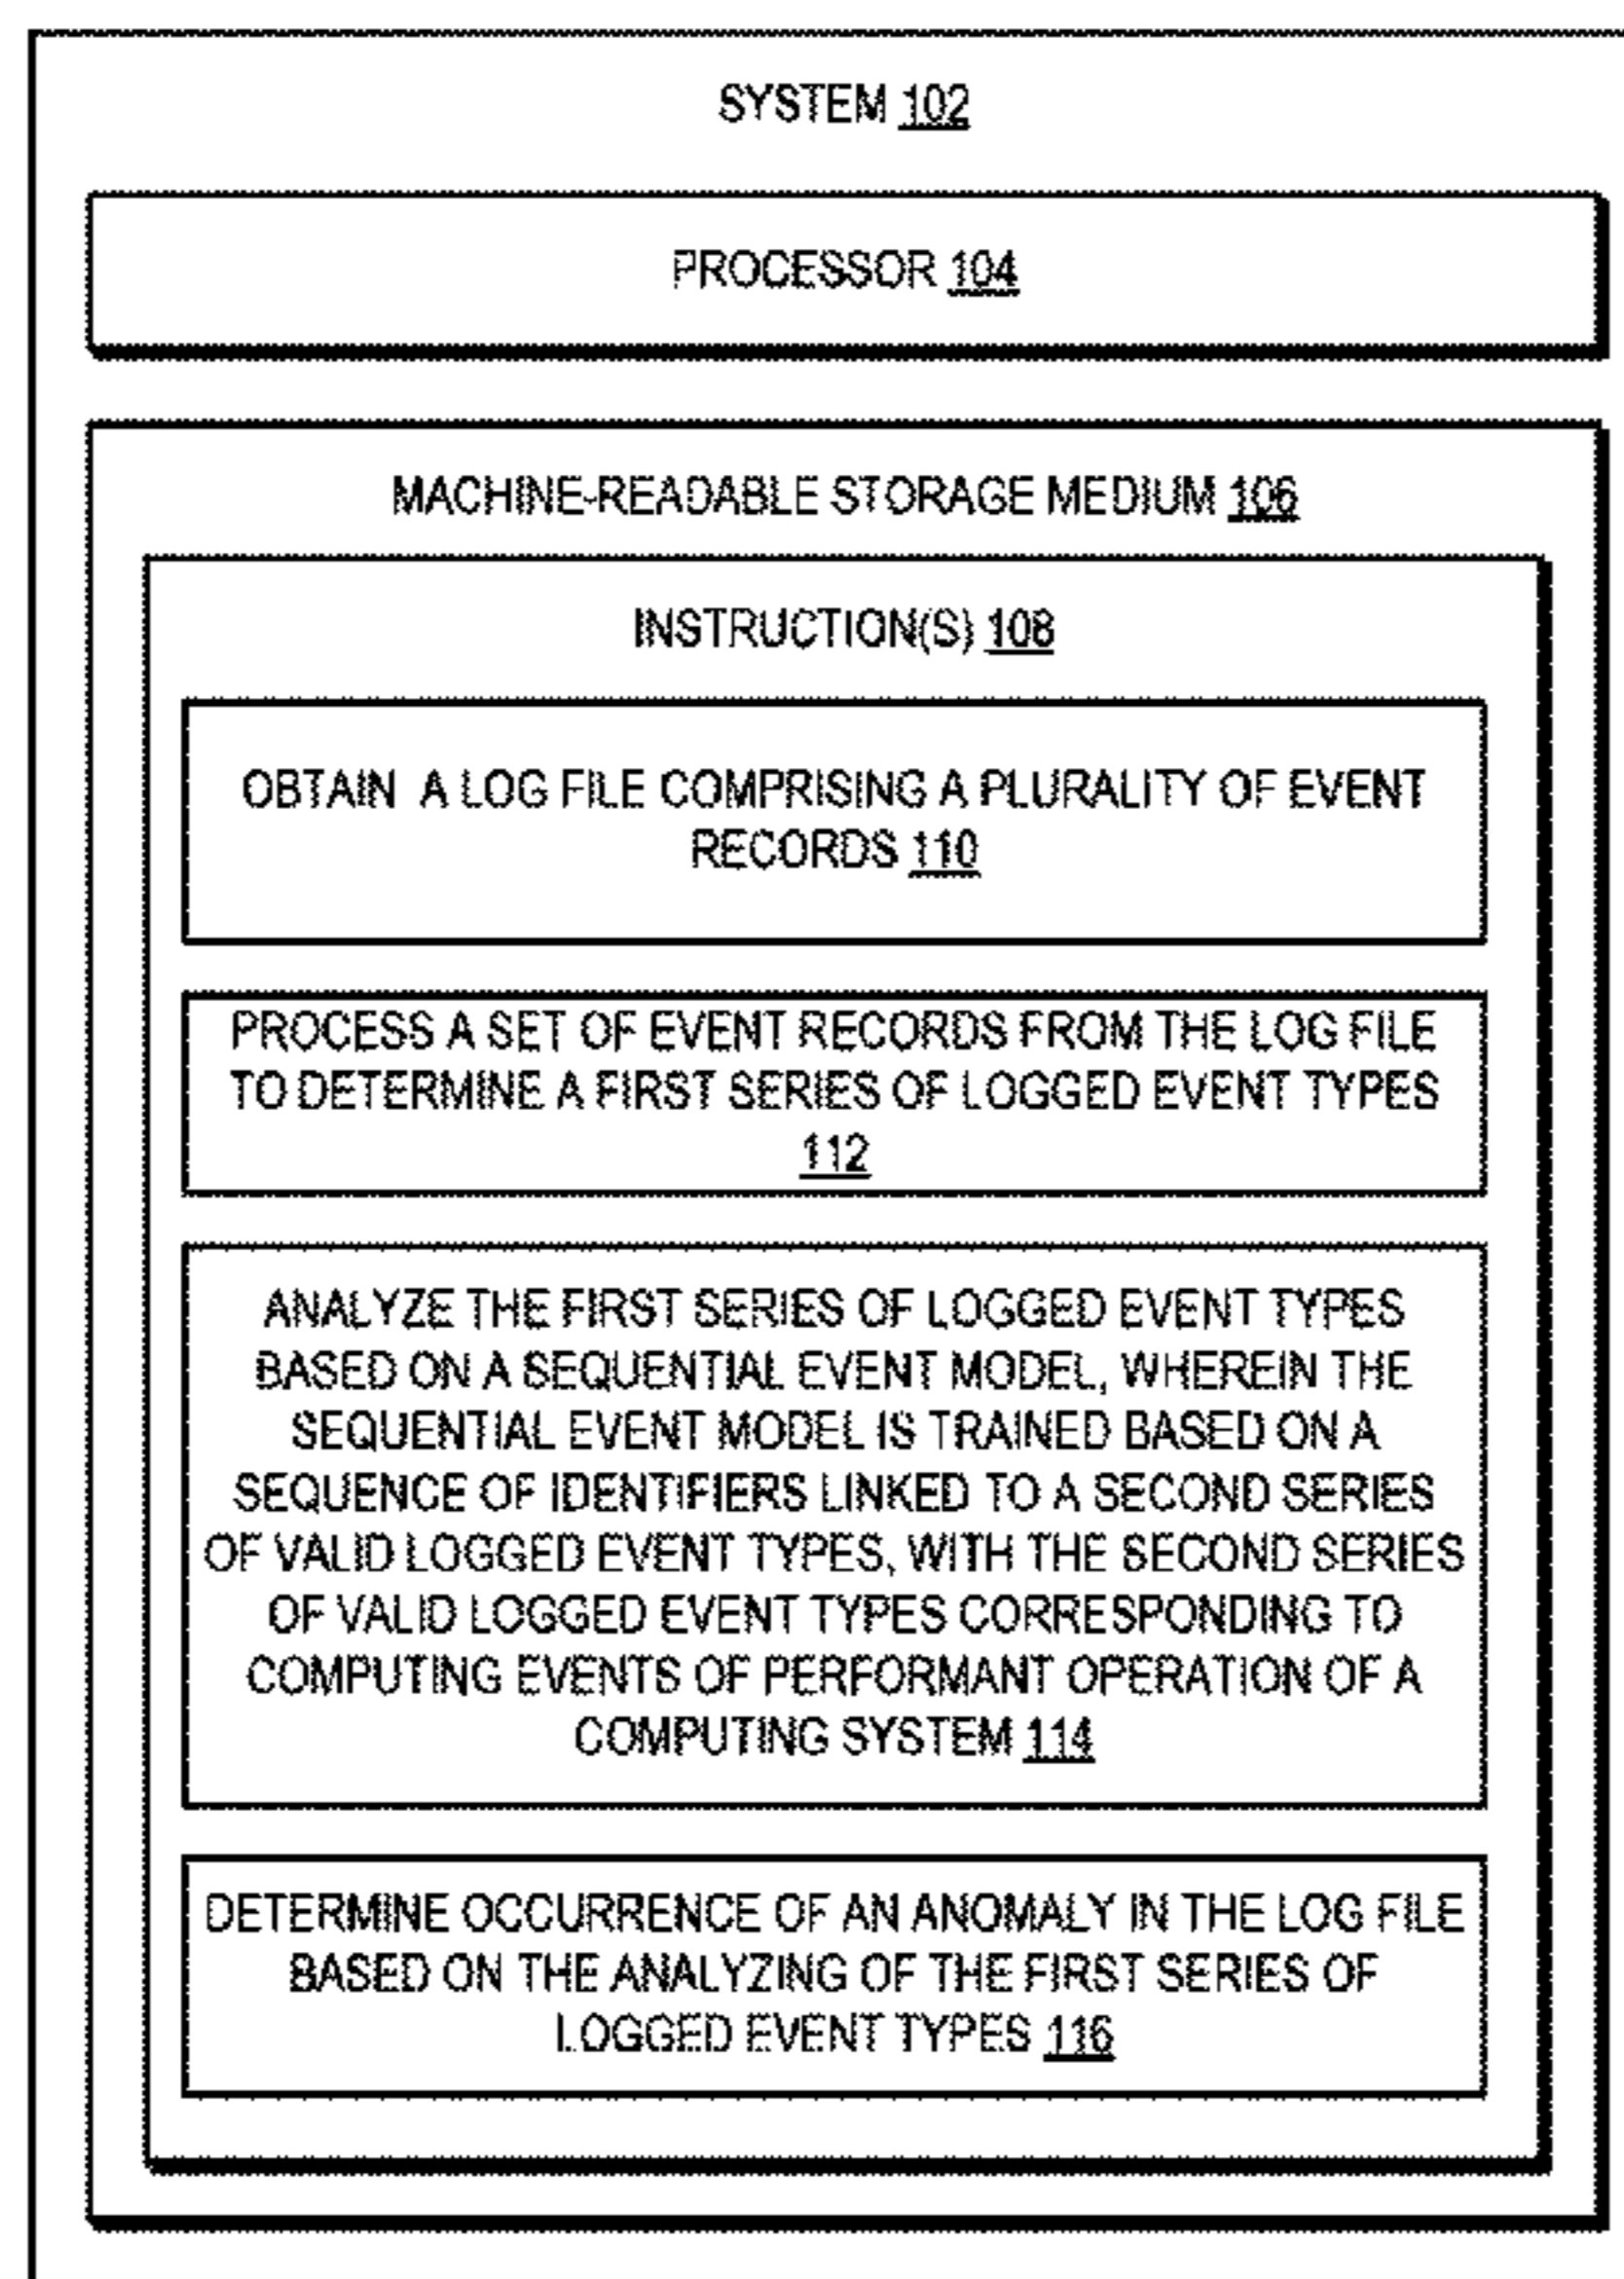 SYSTEM 102
PROCESSOR 104
MACHINE-READABLE STORAGE MEDIUM 106
INSTRUCTION(S) 108
OBTAIN A LOG FILE COMPRISING A PLURALITY OF EVENT
RECORDS 110
PROCESS A SET OF EVENT RECORDS FROM THE LOG FILE
TO DETERMINE A FIRST SERIES OF LOGGED EVENT TYPES
112
ANALYZE THE FIRST SERIES OF LOGGED EVENT TYPES
BASED ON A SEQUENTIAL EVENT MODEL, WHEREIN THE
SEQUENTIAL EVENT MODEL IS TRAINED BASED ON A
SEQUENCE OF IDENTIFIERS LINKED TO A SECOND SERIES
OF VALID LOGGED EVENT TYPES, WITH THE SECOND SERIES
OF VALID LOGGED EVENT TYPES CORRESPONDING TO
COMPUTING EVENTS OF PERFORMANT OPERATION OF A
COMPUTING SYSTEM 114
DETERMINE OCCURRENCE OF AN ANOMALY IN THE LOG FILE
BASED ON THE ANALYZING OF THE FIRST SERIES OF
LOGGED EVENT TYPES 116